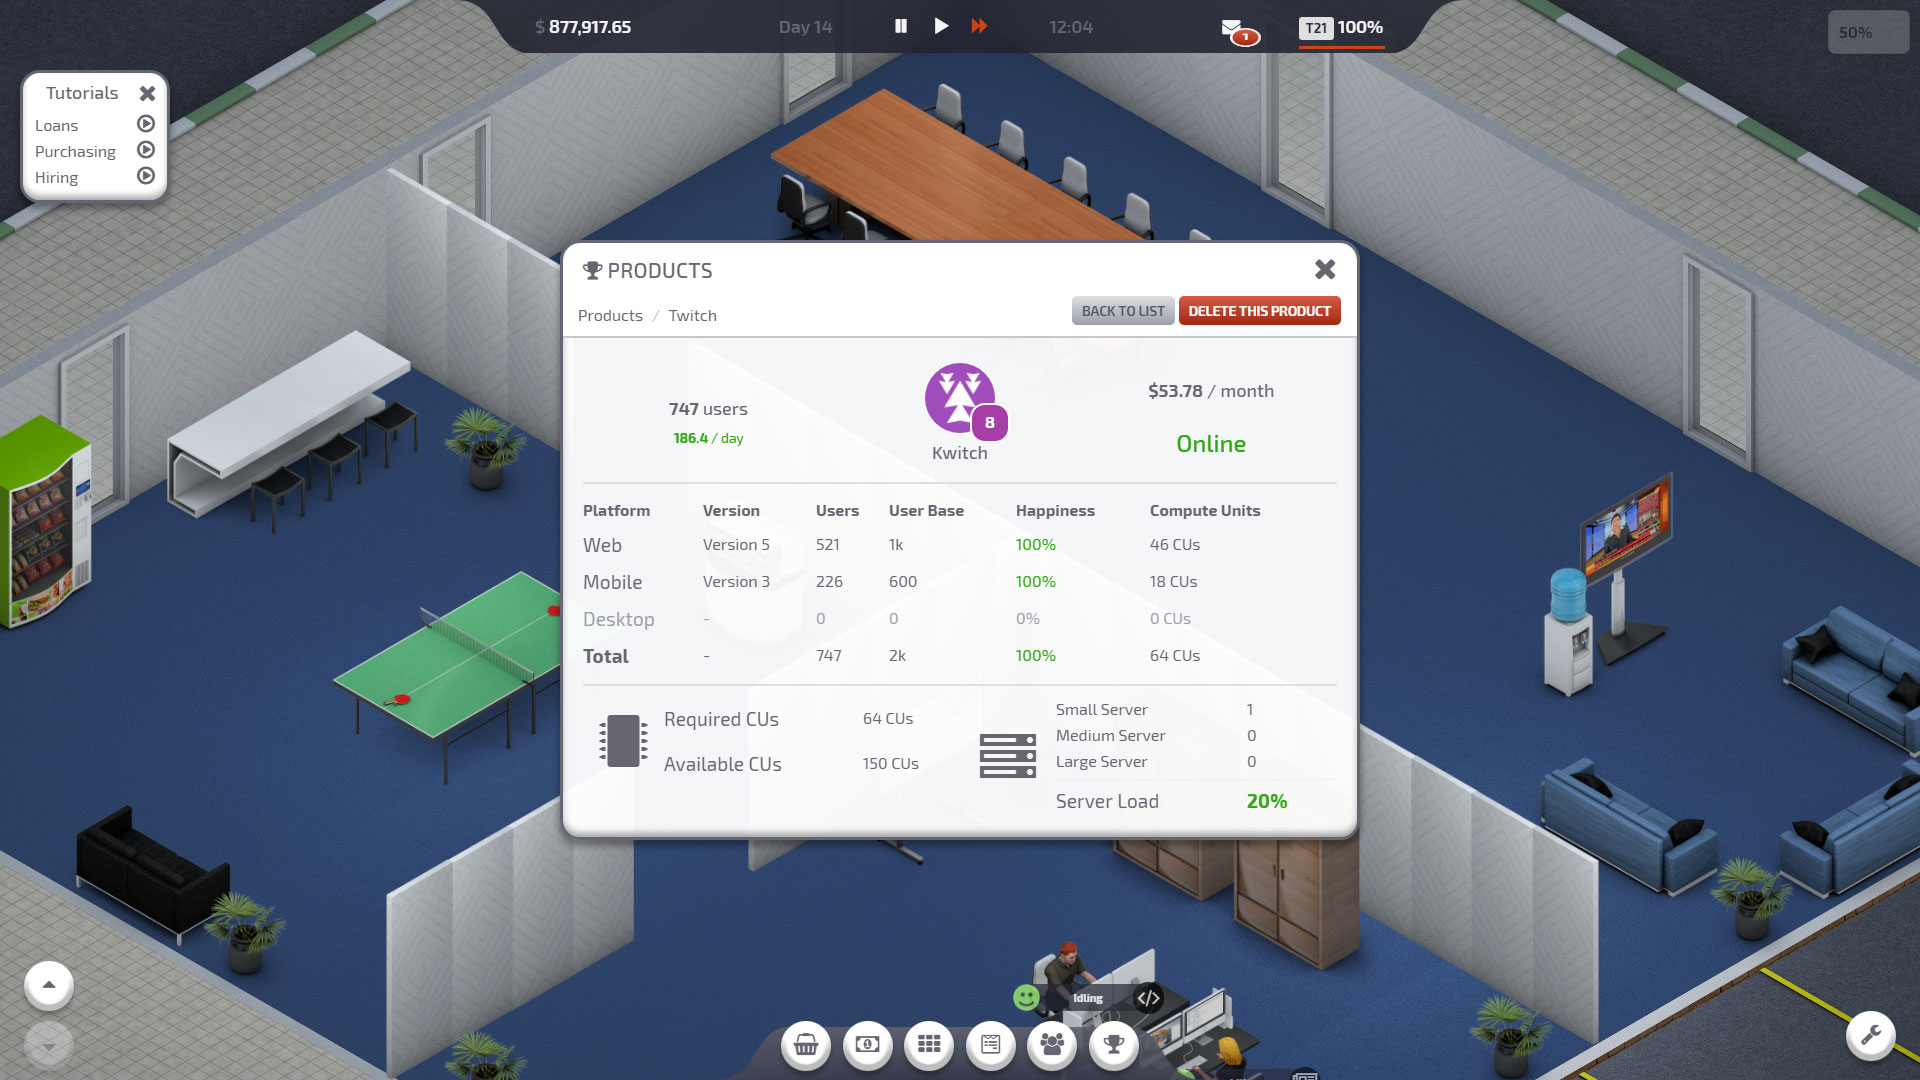 $ 877,917.65
Day 14
12:04
1
T21 100%
50%
Tutorials
Loans
Purchasing
Hiring
PRODUCTS
Products / Twitch
BACK TO LIST
DELETE THIS PRODUCT
747 users
186.4 / day
8
Kwitch
$53.78 / month
Online
Platform Version Users User Base Happiness Compute Units
Web Version 5 521 1k 100% 46 CUs
Mobile Version 3 226 600 100% 18 CUs
Desktop - 0 0 0% 0 CUs
Total - 747 2k 100% 64 CUs
Required CUs 64 CUs
Available CUs 150 CUs
Small Server 1
Medium Server 0
Large Server 0
Server Load 20%
Idling